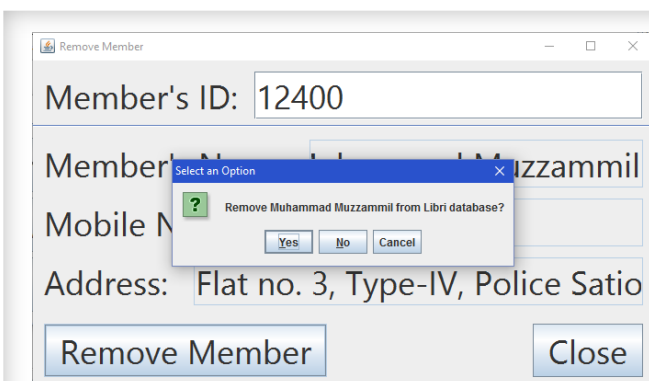 Remove Member
Member's ID: 12400
Member' Muzzammil
Select an Option
Remove Muhammad Muzzammil from Libri database?
Mobile N
Yes No Cancel
Address: Flat no. 3, Type-IV, Police Satio
Remove Member Close